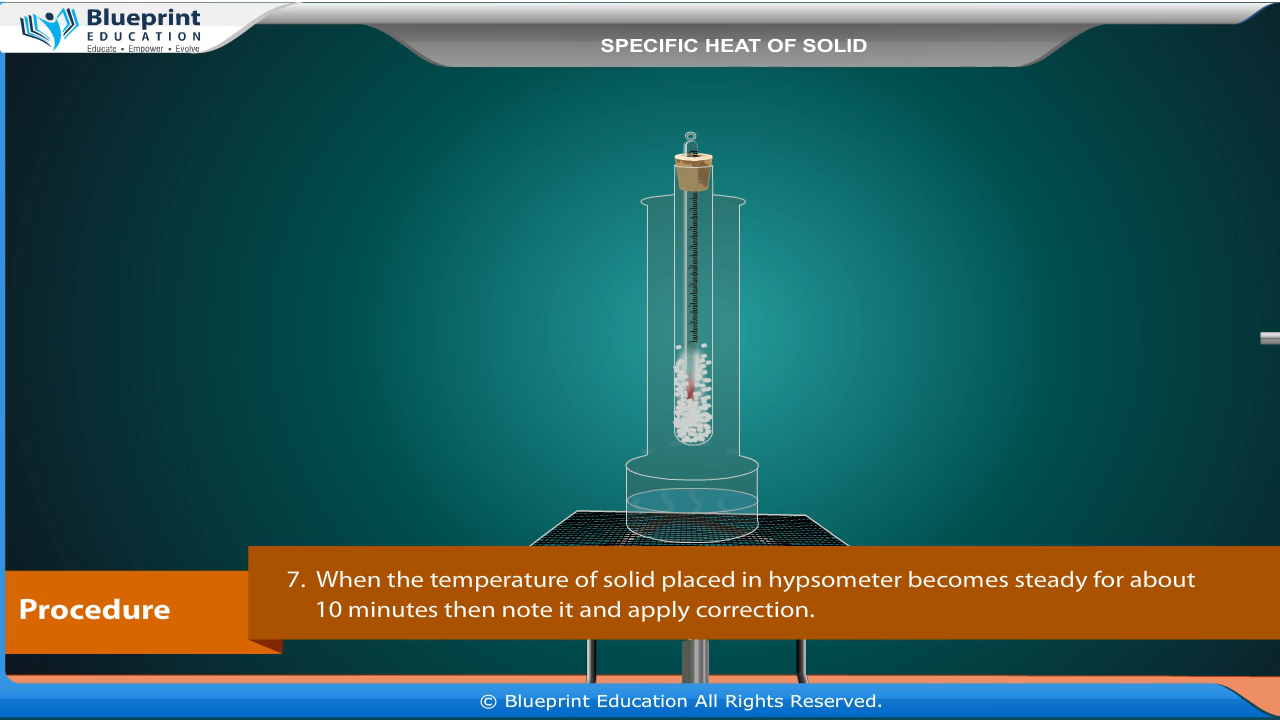 Blueprint
EDUCATION
Educate • Empower • Evolve
SPECIFIC HEAT OF SOLID
Procedure
7. When the temperature of solid placed in hypsometer becomes steady for about
10 minutes then note it and apply correction.
© Blueprint Education All Rights Reserved.